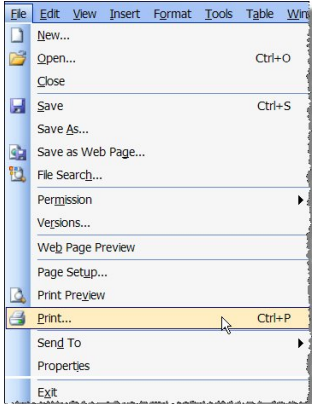 File Edit View Insert Format Tools Table Win
New...
Open... Ctrl+O
Close
Save Ctrl+S
Save As...
Save as Web Page...
File Search...
Permission
Versions...
Web Page Preview
Page Setup...
Print Preview
Print... Ctrl+P
Send To
Properties
Exit